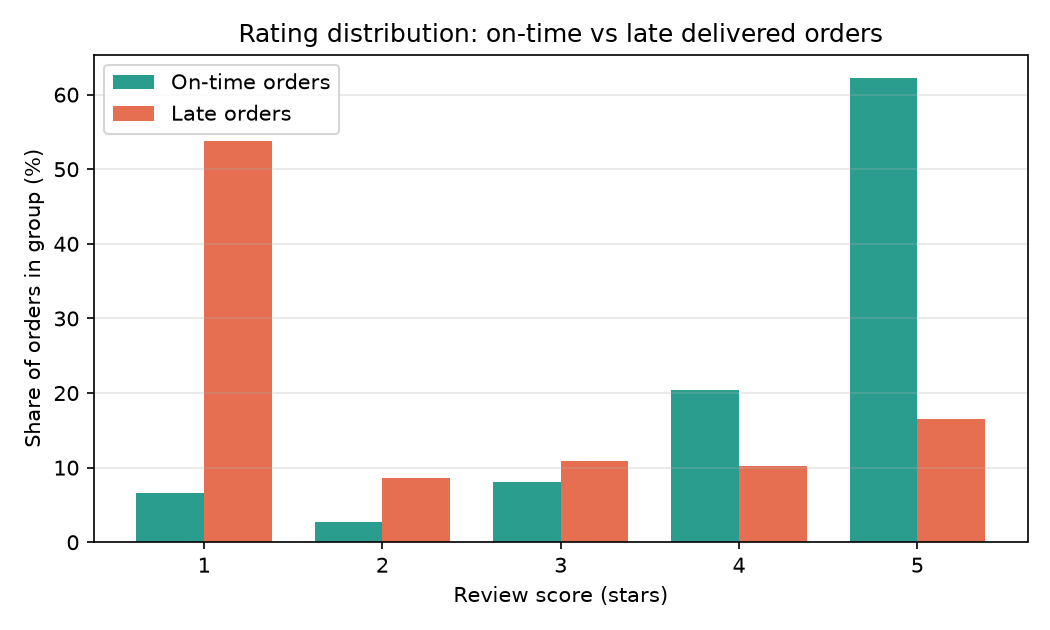 Rating distribution: on-time vs late delivered orders
On-time orders
Late orders
Share of orders in group (%)
60
50
40
30
20
10
0
1 2 3 4 5
Review score (stars)